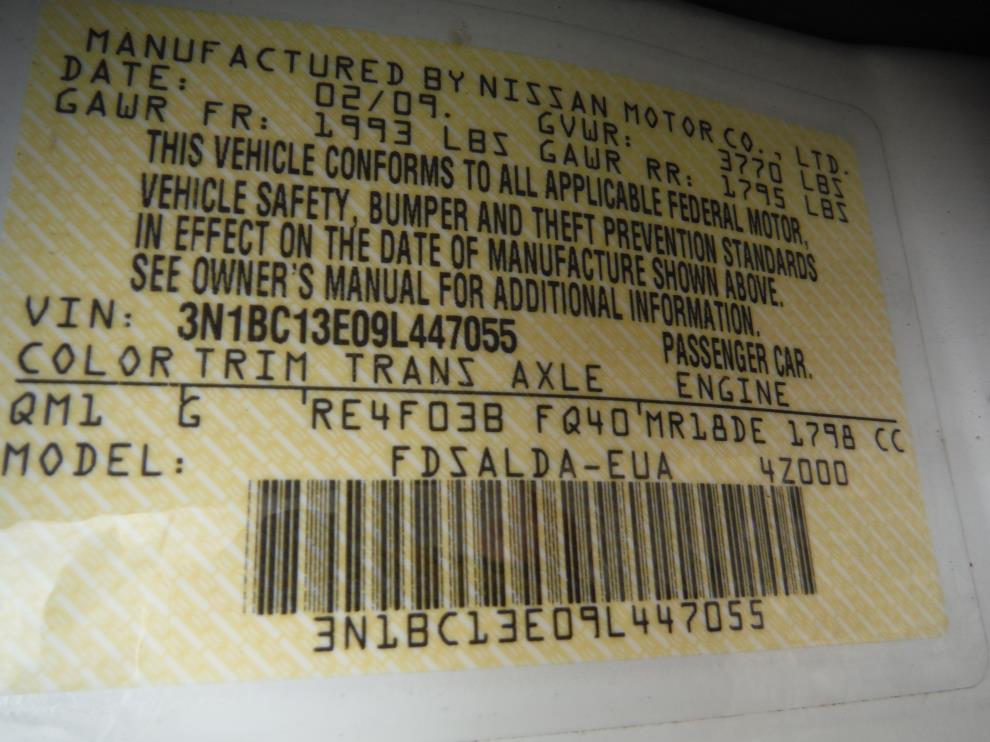 MANUFACTURED BY NISSAN MOTOR CO., LTD.
DATE: 02/09. GVWR: 3770 LBS
GAWR FR: 1993 LBS GAWR RR: 1795 LBS
THIS VEHICLE CONFORMS TO ALL APPLICABLE FEDERAL MOTOR,
VEHICLE SAFETY, BUMPER AND THEFT PREVENTION STANDARDS
IN EFFECT ON THE DATE OF MANUFACTURE SHOWN ABOVE.
SEE OWNER'S MANUAL FOR ADDITIONAL INFORMATION.
VIN: 3N1BC13E09L447055 PASSENGER CAR.
COLOR TRIM TRANS AXLE ENGINE
QM1 G RE4F03B FQ40 MR18DE 1798 CC
MODEL: FDSALDA-EUA 4Z000
3N1BC13E09L447055